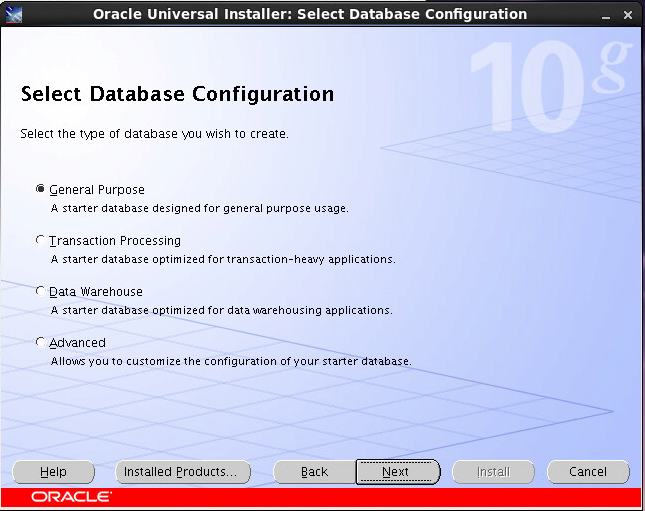 Oracle Universal Installer: Select Database Configuration
10g
Select Database Configuration
Select the type of database you wish to create.
General Purpose
A starter database designed for general purpose usage.
Transaction Processing
A starter database optimized for transaction-heavy applications.
Data Warehouse
A starter database optimized for data warehousing applications.
Advanced
Allows you to customize the configuration of your starter database.
Help Installed Products... Back Next Install Cancel
ORACLE